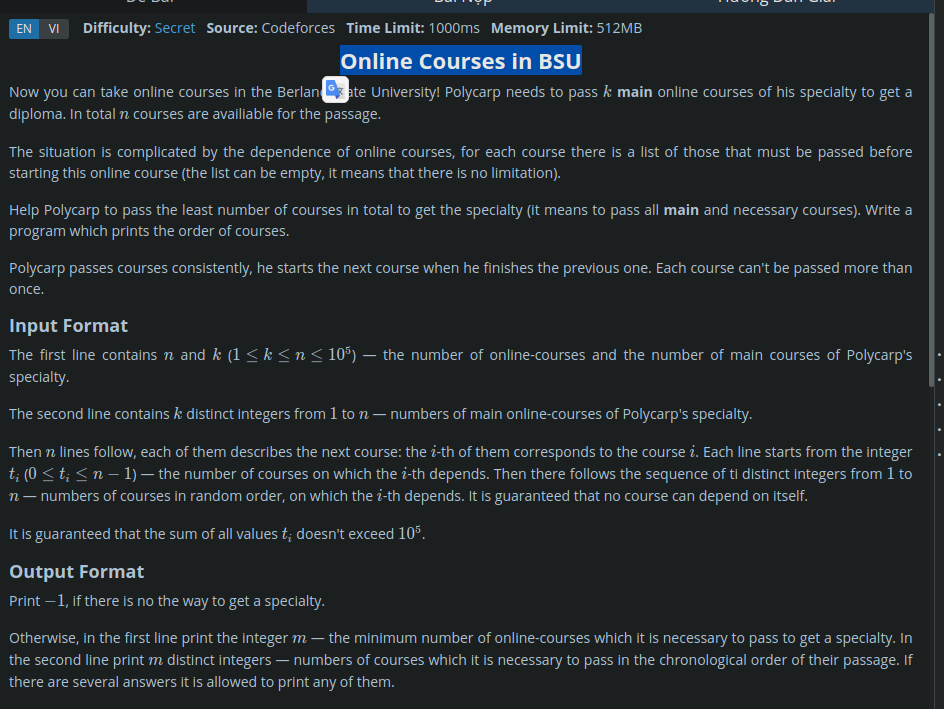 Đề Bài Bài Nộp Hướng Dẫn Giải
EN VI Difficulty: Secret Source: Codeforces Time Limit: 1000ms Memory Limit: 512MB
Online Courses in BSU
Now you can take online courses in the Berlan ate University! Polycarp needs to pass k main online courses of his specialty to get a
diploma. In total n courses are availiable for the passage.
The situation is complicated by the dependence of online courses, for each course there is a list of those that must be passed before
starting this online course (the list can be empty, it means that there is no limitation).
Help Polycarp to pass the least number of courses in total to get the specialty (it means to pass all main and necessary courses). Write a
program which prints the order of courses.
Polycarp passes courses consistently, he starts the next course when he finishes the previous one. Each course can't be passed more than
once.
Input Format
The first line contains n and k (1 ≤ k ≤ n ≤ 10⁵) — the number of online-courses and the number of main courses of Polycarp's
specialty.
The second line contains k distinct integers from 1 to n — numbers of main online-courses of Polycarp's specialty.
Then n lines follow, each of them describes the next course: the i-th of them corresponds to the course i. Each line starts from the integer
tᵢ (0 ≤ tᵢ ≤ n − 1) — the number of courses on which the i-th depends. Then there follows the sequence of ti distinct integers from 1 to
n — numbers of courses in random order, on which the i-th depends. It is guaranteed that no course can depend on itself.
It is guaranteed that the sum of all values tᵢ doesn't exceed 10⁵.
Output Format
Print −1, if there is no the way to get a specialty.
Otherwise, in the first line print the integer m — the minimum number of online-courses which it is necessary to pass to get a specialty. In
the second line print m distinct integers — numbers of courses which it is necessary to pass in the chronological order of their passage. If
there are several answers it is allowed to print any of them.